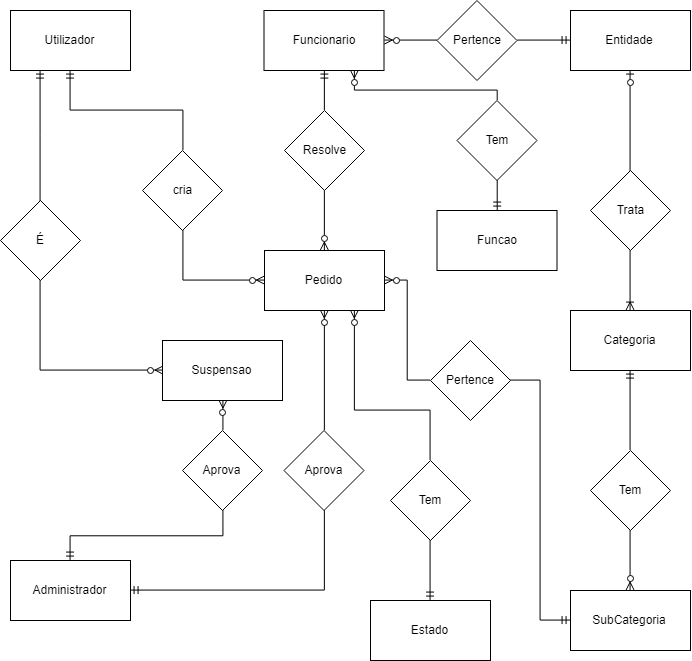 Utilizador
Funcionario
Pertence
Entidade
Tem
Resolve
cria
Trata
É
Funcao
Pedido
Categoria
Suspensao
Pertence
Aprova
Aprova
Tem
Tem
Administrador
Estado
SubCategoria